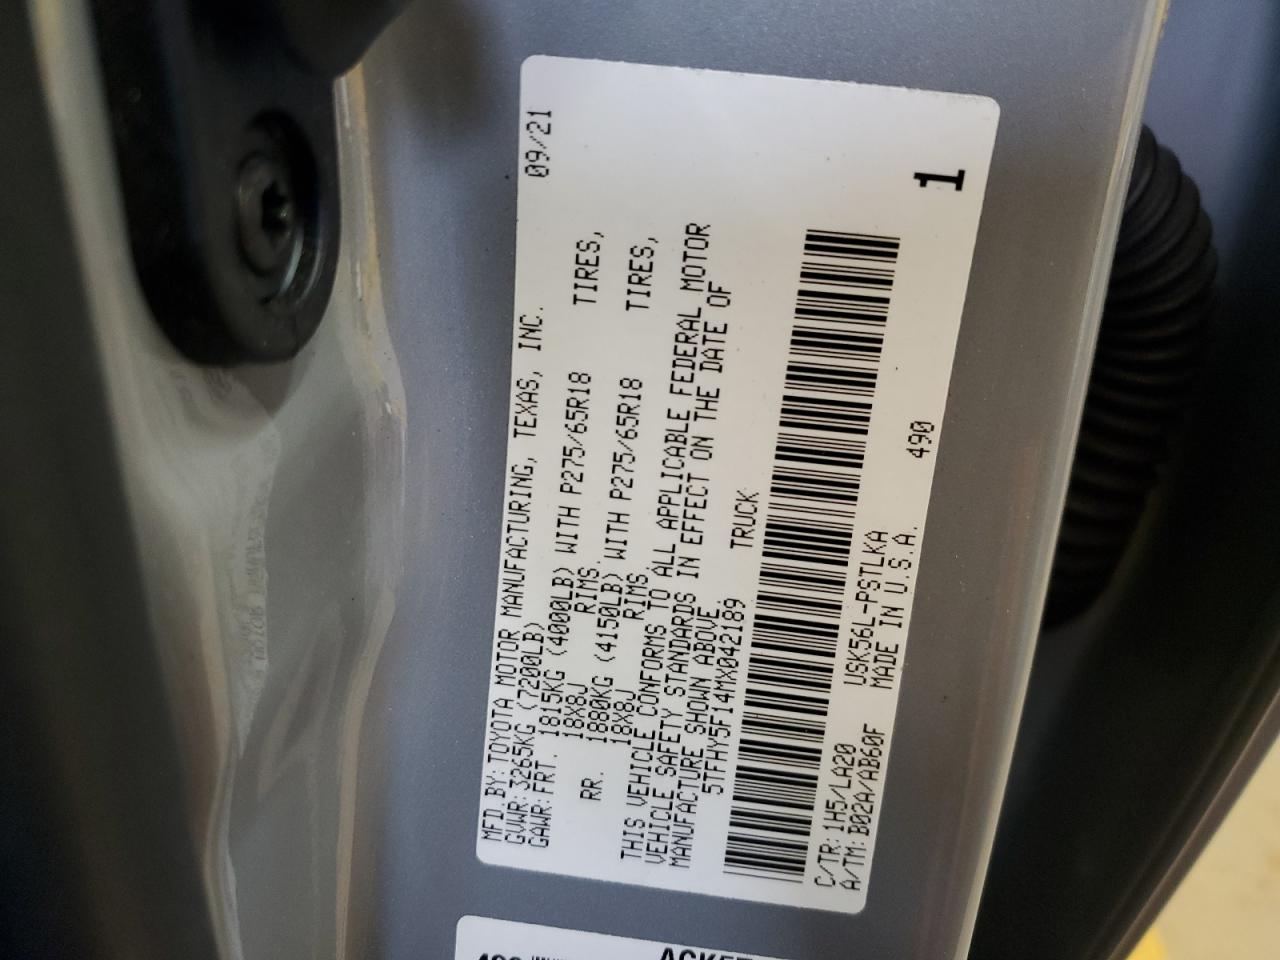 09/21
MFD.BY:TOYOTA MOTOR MANUFACTURING, TEXAS, INC.
GVWR:3265KG (7200LB)
GAWR:FRT. 1815KG (4000LB) WITH P275/65R18 TIRES,
18X8J RIMS.
RR. 1880KG (4150LB) WITH P275/65R18 TIRES,
18X8J RIMS
THIS VEHICLE CONFORMS TO ALL APPLICABLE FEDERAL MOTOR
VEHICLE SAFETY STANDARDS IN EFFECT ON THE DATE OF
MANUFACTURE SHOWN ABOVE.
5TFHY5F14MX042189 TRUCK
C/TR:1H5/LA20 USK56L-PSTLKA 490
A/TM:B02A/AB60F MADE IN U.S.A.
1